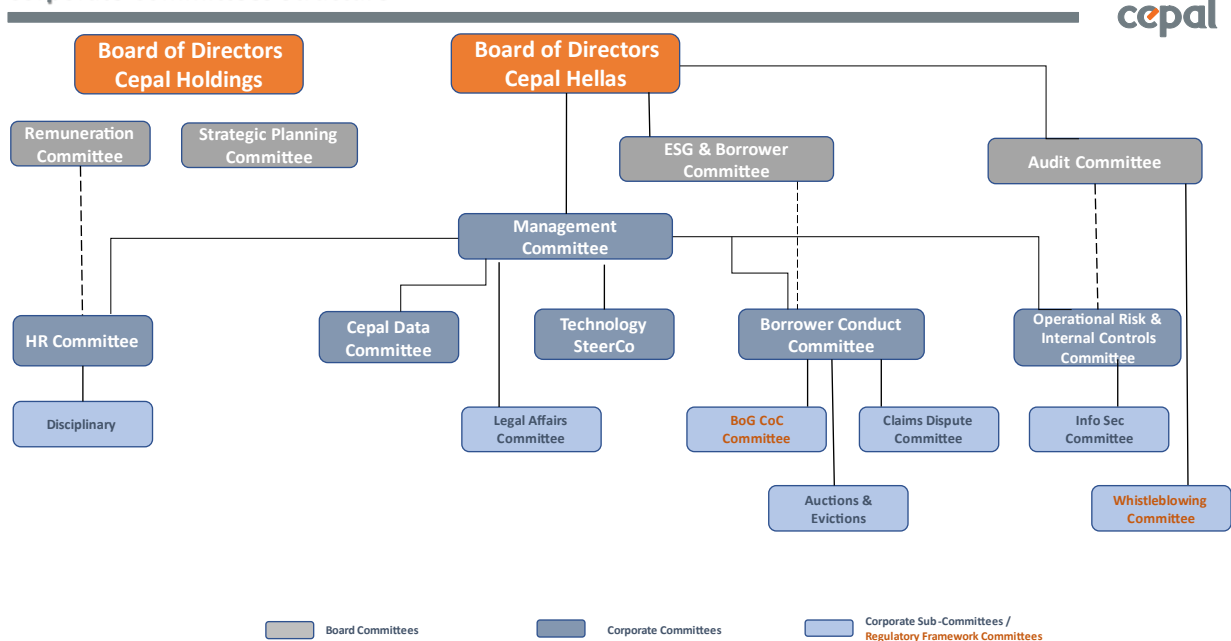 cepal
Board of Directors
Cepal Holdings
Board of Directors
Cepal Hellas
Remuneration
Committee
Strategic Planning
Committee
ESG & Borrower
Committee
Audit Committee
Management
Committee
HR Committee
Cepal Data
Committee
Technology
SteerCo
Borrower Conduct
Committee
Operational Risk &
Internal Controls
Committee
Disciplinary
Legal Affairs
Committee
BoG CoC
Committee
Claims Dispute
Committee
Info Sec
Committee
Auctions &
Evictions
Whistleblowing
Committee
Board Committees
Corporate Committees
Corporate Sub -Committees /
Regulatory Framework Committees